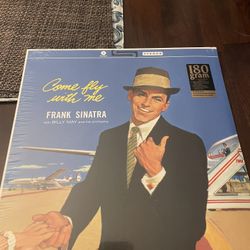 STEREO
Come fly
with me
FRANK SINATRA
with BILLY MAY and his orchestra
180
gram